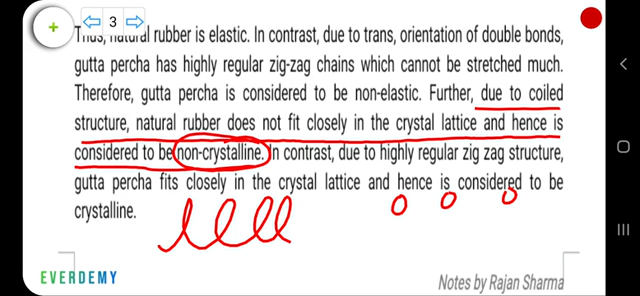 3
Thus, natural rubber is elastic. In contrast, due to trans, orientation of double bonds,
gutta percha has highly regular zig-zag chains which cannot be stretched much.
Therefore, gutta percha is considered to be non-elastic. Further, due to coiled
structure, natural rubber does not fit closely in the crystal lattice and hence is
considered to be non-crystalline. In contrast, due to highly regular zig zag structure,
gutta percha fits closely in the crystal lattice and hence is considered to be
crystalline.
EVERDEMY
Notes by Rajan Sharma